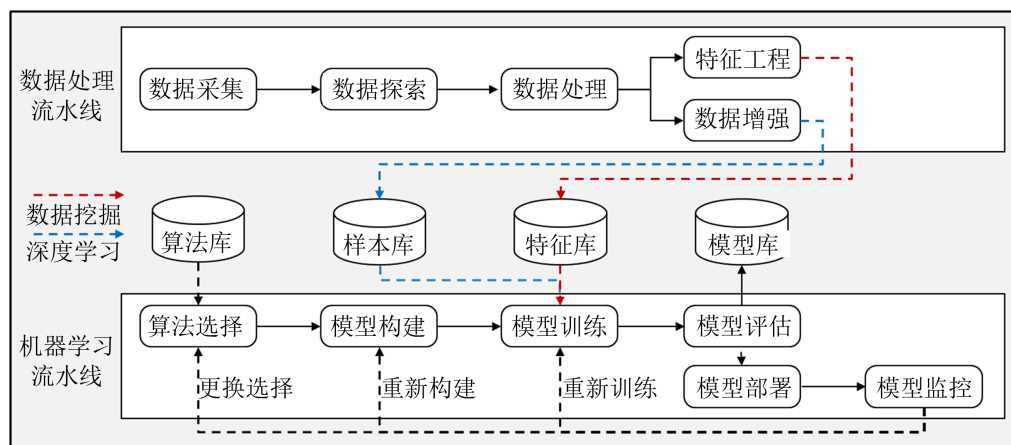 数据处理
流水线
数据采集
数据探索
数据处理
特征工程
数据增强
数据挖掘
深度学习
算法库
样本库
特征库
模型库
机器学习
流水线
算法选择
模型构建
模型训练
模型评估
更换选择
重新构建
重新训练
模型部署
模型监控